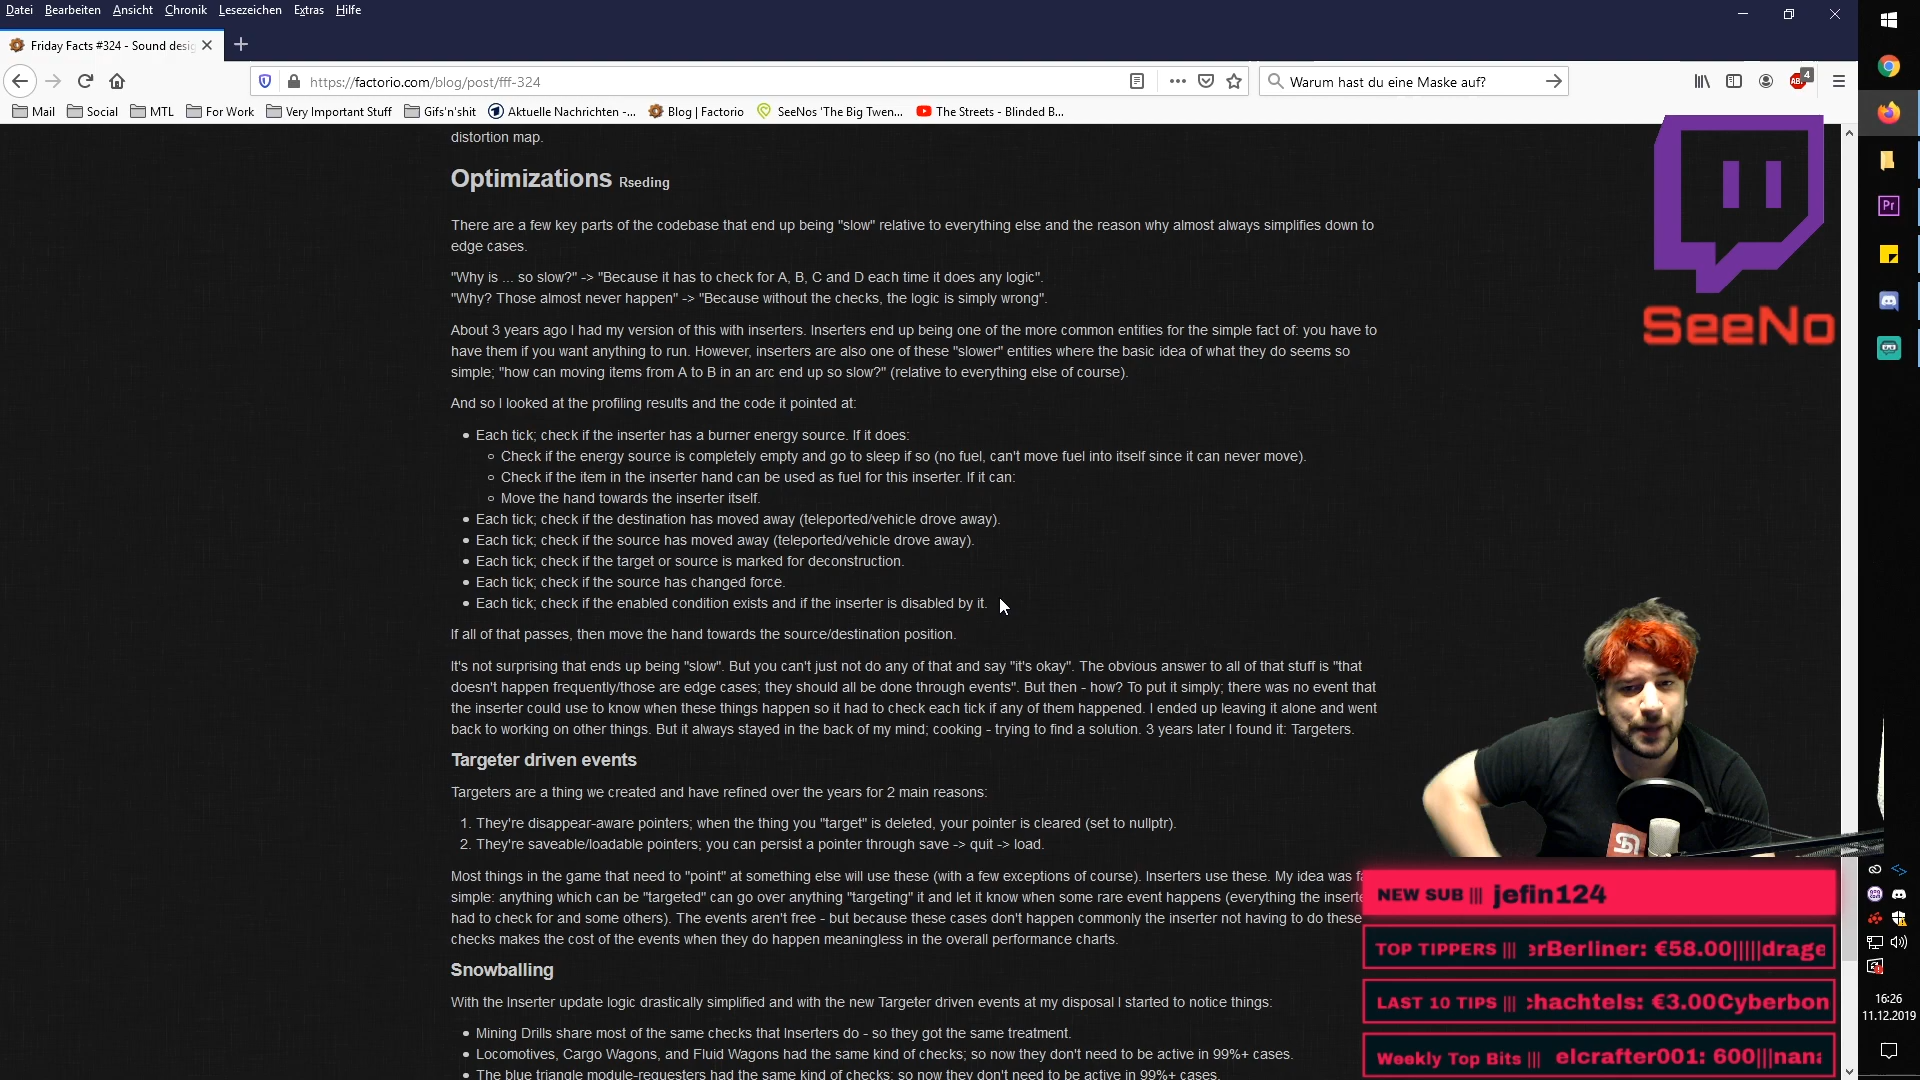 Datei Bearbeiten Ansicht Chronik Lesezeichen Extras Hilfe
Friday Facts #324 - Sound desig
https://factorio.com/blog/post/fff-324
Warum hast du eine Maske auf?
4
Mail Social MTL For Work Very Important Stuff Gifs'n'shit Aktuelle Nachrichten -... Blog | Factorio SeeNos 'The Big Twen... The Streets - Blinded B...
distortion map.
Optimizations Rseding
There are a few key parts of the codebase that end up being "slow" relative to everything else and the reason why almost always simplifies down to
edge cases.
"Why is ... so slow?" -> "Because it has to check for A, B, C and D each time it does any logic".
"Why? Those almost never happen" -> "Because without the checks, the logic is simply wrong".
About 3 years ago I had my version of this with inserters. Inserters end up being one of the more common entities for the simple fact of: you have to
have them if you want anything to run. However, inserters are also one of these "slower" entities where the basic idea of what they do seems so
simple; "how can moving items from A to B in an arc end up so slow?" (relative to everything else of course).
And so I looked at the profiling results and the code it pointed at:
Each tick; check if the inserter has a burner energy source. If it does:
Check if the energy source is completely empty and go to sleep if so (no fuel, can't move fuel into itself since it can never move).
Check if the item in the inserter hand can be used as fuel for this inserter. If it can:
Move the hand towards the inserter itself.
Each tick; check if the destination has moved away (teleported/vehicle drove away).
Each tick; check if the source has moved away (teleported/vehicle drove away).
Each tick; check if the target or source is marked for deconstruction.
Each tick; check if the source has changed force.
Each tick; check if the enabled condition exists and if the inserter is disabled by it.
If all of that passes, then move the hand towards the source/destination position.
It's not surprising that ends up being "slow". But you can't just not do any of that and say "it's okay". The obvious answer to all of that stuff is "that
doesn't happen frequently/those are edge cases; they should all be done through events". But then - how? To put it simply; there was no event that
the inserter could use to know when these things happen so it had to check each tick if any of them happened. I ended up leaving it alone and went
back to working on other things. But it always stayed in the back of my mind; cooking - trying to find a solution. 3 years later I found it: Targeters.
Targeter driven events
Targeters are a thing we created and have refined over the years for 2 main reasons:
1. They're disappear-aware pointers; when the thing you "target" is deleted, your pointer is cleared (set to nullptr).
2. They're saveable/loadable pointers; you can persist a pointer through save -> quit -> load.
Most things in the game that need to "point" at something else will use these (with a few exceptions of course). Inserters use these. My idea was fa
simple: anything which can be "targeted" can go over anything "targeting" it and let it know when some rare event happens (everything the inserte
had to check for and some others). The events aren't free - but because these cases don't happen commonly the inserter not having to do these
checks makes the cost of the events when they do happen meaningless in the overall performance charts.
Snowballing
With the Inserter update logic drastically simplified and with the new Targeter driven events at my disposal I started to notice things:
Mining Drills share most of the same checks that Inserters do - so they got the same treatment.
Locomotives, Cargo Wagons, and Fluid Wagons had the same kind of checks; so now they don't need to be active in 99%+ cases.
The blue triangle module-requesters had the same kind of checks; so now they don't need to be active in 99%+ cases.
SeeNo
NEW SUB ||| jefin124
TOP TIPPERS ||| erBerliner: €58.00|||||drage
LAST 10 TIPS ||| chachtels: €3.00Cyberbon
Weekly Top Bits ||| elcrafter001: 600|||nana
Pr
16:26
11.12.2019